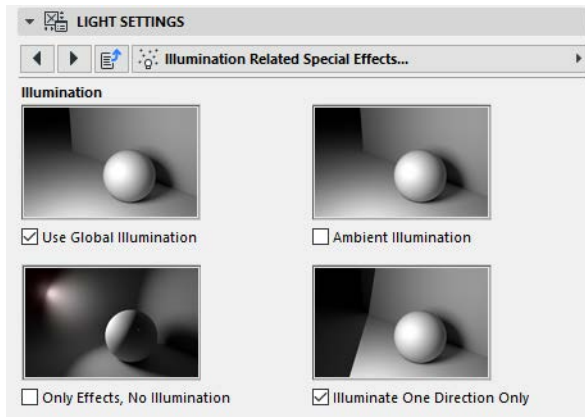 LIGHT SETTINGS
Illumination Related Special Effects...
Illumination
Use Global Illumination
Ambient Illumination
Only Effects, No Illumination
Illuminate One Direction Only